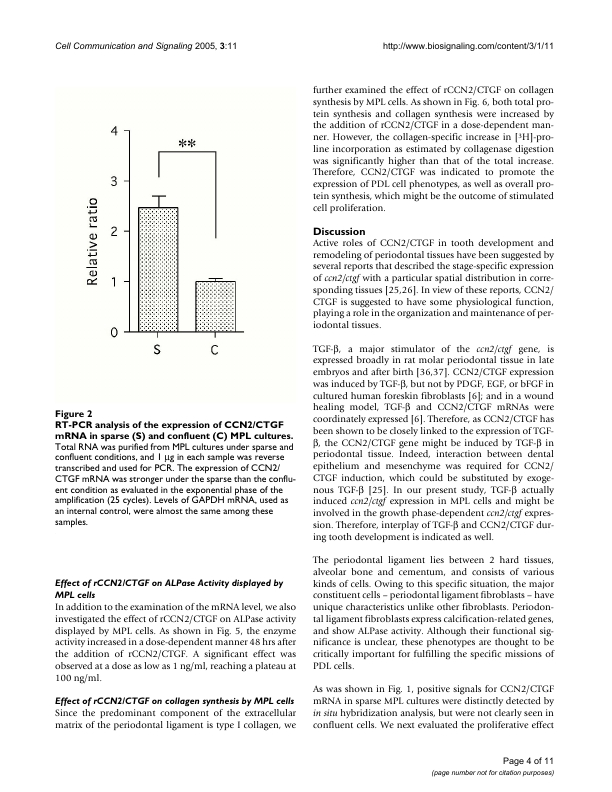 Cell Communication and Signaling 2005, 3:11
http://www.biosignaling.com/content/3/1/11
4
3
2
1
0
Relative ratio
**
S
C
Figure 2
RT-PCR analysis of the expression of CCN2/CTGF
mRNA in sparse (S) and confluent (C) MPL cultures.
Total RNA was purified from MPL cultures under sparse and
confluent conditions, and 1 μg in each sample was reverse
transcribed and used for PCR. The expression of CCN2/
CTGF mRNA was stronger under the sparse than the conflu-
ent condition as evaluated in the exponential phase of the
amplification (25 cycles). Levels of GAPDH mRNA, used as
an internal control, were almost the same among these
samples.
Effect of rCCN2/CTGF on ALPase Activity displayed by
MPL cells
In addition to the examination of the mRNA level, we also
investigated the effect of rCCN2/CTGF on ALPase activity
displayed by MPL cells. As shown in Fig. 5, the enzyme
activity increased in a dose-dependent manner 48 hrs after
the addition of rCCN2/CTGF. A significant effect was
observed at a dose as low as 1 ng/ml, reaching a plateau at
100 ng/ml.
Effect of rCCN2/CTGF on collagen synthesis by MPL cells
Since the predominant component of the extracellular
matrix of the periodontal ligament is type I collagen, we
further examined the effect of rCCN2/CTGF on collagen
synthesis by MPL cells. As shown in Fig. 6, both total pro-
tein synthesis and collagen synthesis were increased by
the addition of rCCN2/CTGF in a dose-dependent man-
ner. However, the collagen-specific increase in [³H]-pro-
line incorporation as estimated by collagenase digestion
was significantly higher than that of the total increase.
Therefore, CCN2/CTGF was indicated to promote the
expression of PDL cell phenotypes, as well as overall pro-
tein synthesis, which might be the outcome of stimulated
cell proliferation.
Discussion
Active roles of CCN2/CTGF in tooth development and
remodeling of periodontal tissues have been suggested by
several reports that described the stage-specific expression
of ccn2/ctgf with a particular spatial distribution in corre-
sponding tissues [25,26]. In view of these reports, CCN2/
CTGF is suggested to have some physiological function,
playing a role in the organization and maintenance of per-
iodontal tissues.
TGF-β, a major stimulator of the ccn2/ctgf gene, is
expressed broadly in rat molar periodontal tissue in late
embryos and after birth [36,37]. CCN2/CTGF expression
was induced by TGF-β, but not by PDGF, EGF, or bFGF in
cultured human foreskin fibroblasts [6]; and in a wound
healing model, TGF-β and CCN2/CTGF mRNAs were
coordinately expressed [6]. Therefore, as CCN2/CTGF has
been shown to be closely linked to the expression of TGF-
β, the CCN2/CTGF gene might be induced by TGF-β in
periodontal tissue. Indeed, interaction between dental
epithelium and mesenchyme was required for CCN2/
CTGF induction, which could be substituted by exoge-
nous TGF-β [25]. In our present study, TGF-β actually
induced ccn2/ctgf expression in MPL cells and might be
involved in the growth phase-dependent ccn2/ctgf expres-
sion. Therefore, interplay of TGF-β and CCN2/CTGF dur-
ing tooth development is indicated as well.
The periodontal ligament lies between 2 hard tissues,
alveolar bone and cementum, and consists of various
kinds of cells. Owing to this specific situation, the major
constituent cells – periodontal ligament fibroblasts – have
unique characteristics unlike other fibroblasts. Periodon-
tal ligament fibroblasts express calcification-related genes,
and show ALPase activity. Although their functional sig-
nificance is unclear, these phenotypes are thought to be
critically important for fulfilling the specific missions of
PDL cells.
As was shown in Fig. 1, positive signals for CCN2/CTGF
mRNA in sparse MPL cultures were distinctly detected by
in situ hybridization analysis, but were not clearly seen in
confluent cells. We next evaluated the proliferative effect
Page 4 of 11
(page number not for citation purposes)